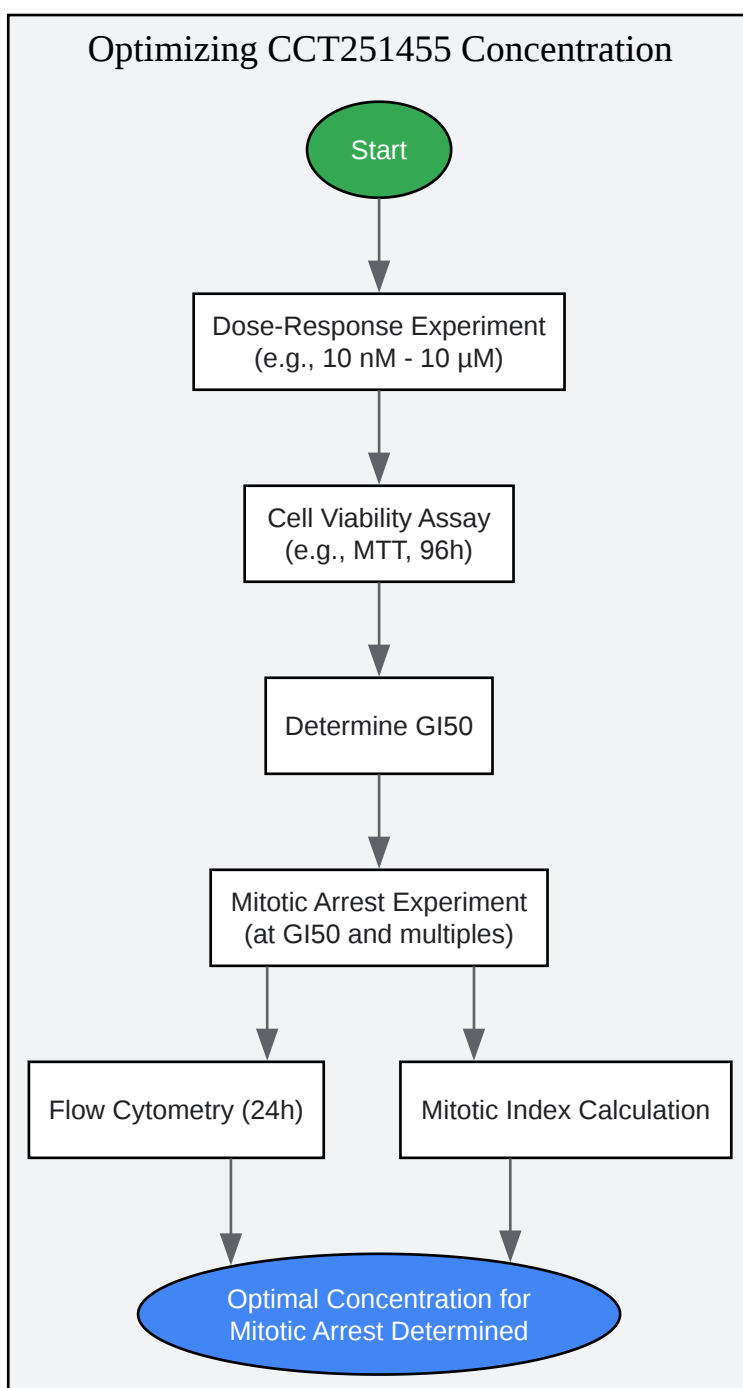 Optimizing CCT251455 Concentration
Start
Dose-Response Experiment
(e.g., 10 nM - 10 µM)
Cell Viability Assay
(e.g., MTT, 96h)
Determine GI50
Mitotic Arrest Experiment
(at GI50 and multiples)
Flow Cytometry (24h)
Mitotic Index Calculation
Optimal Concentration for
Mitotic Arrest Determined